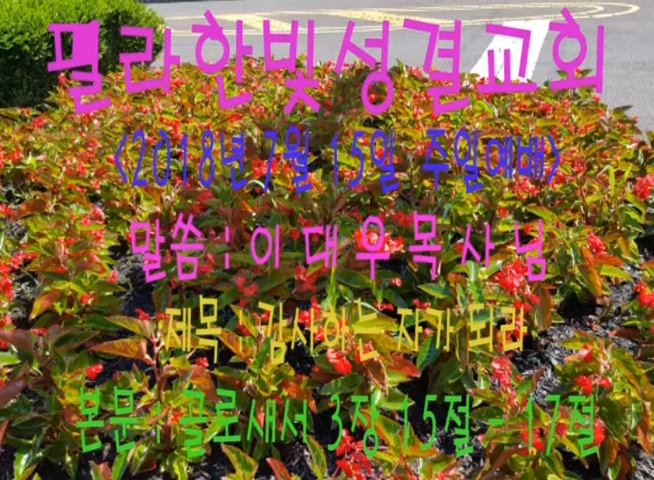 필라한빛성결교회
<2018년 7월 15일 주일예배>
말씀 : 이 대 우 목 사 님
제목 : 감사하는 자가 되라
본문 : 골로새서 3장 15절 - 17절